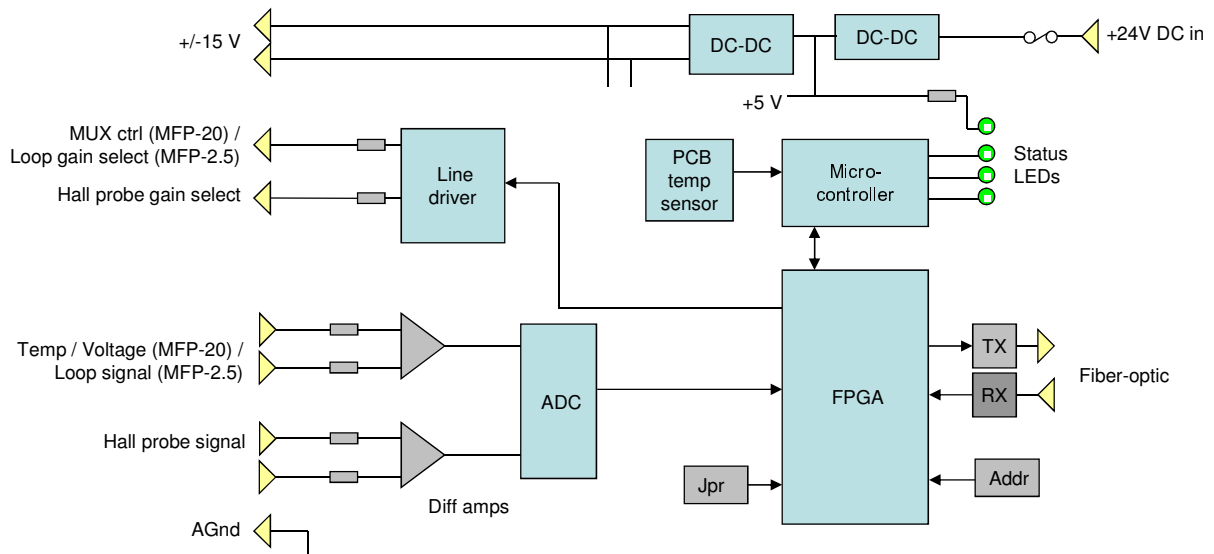 +/-15 V
DC-DC
DC-DC
+24V DC in
+5 V
MUX ctrl (MFP-20) /
Loop gain select (MFP-2.5)
Hall probe gain select
Line
driver
PCB
temp
sensor
Micro-
controller
Status
LEDs
Temp / Voltage (MFP-20) /
Loop signal (MFP-2.5)
Hall probe signal
ADC
FPGA
TX
RX
Fiber-optic
Diff amps
Jpr
Addr
AGnd